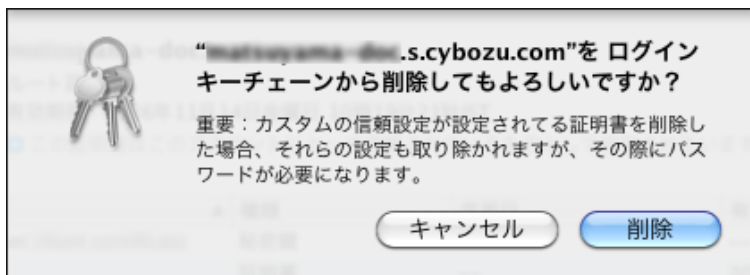 “ .s.cybozu.com”を ログイン
キーチェーンから削除してもよろしいですか？
重要：カスタムの信頼設定が設定されてる証明書を削除し
た場合、それらの設定も取り除かれますが、その際にパス
ワードが必要になります。
キャンセル 削除